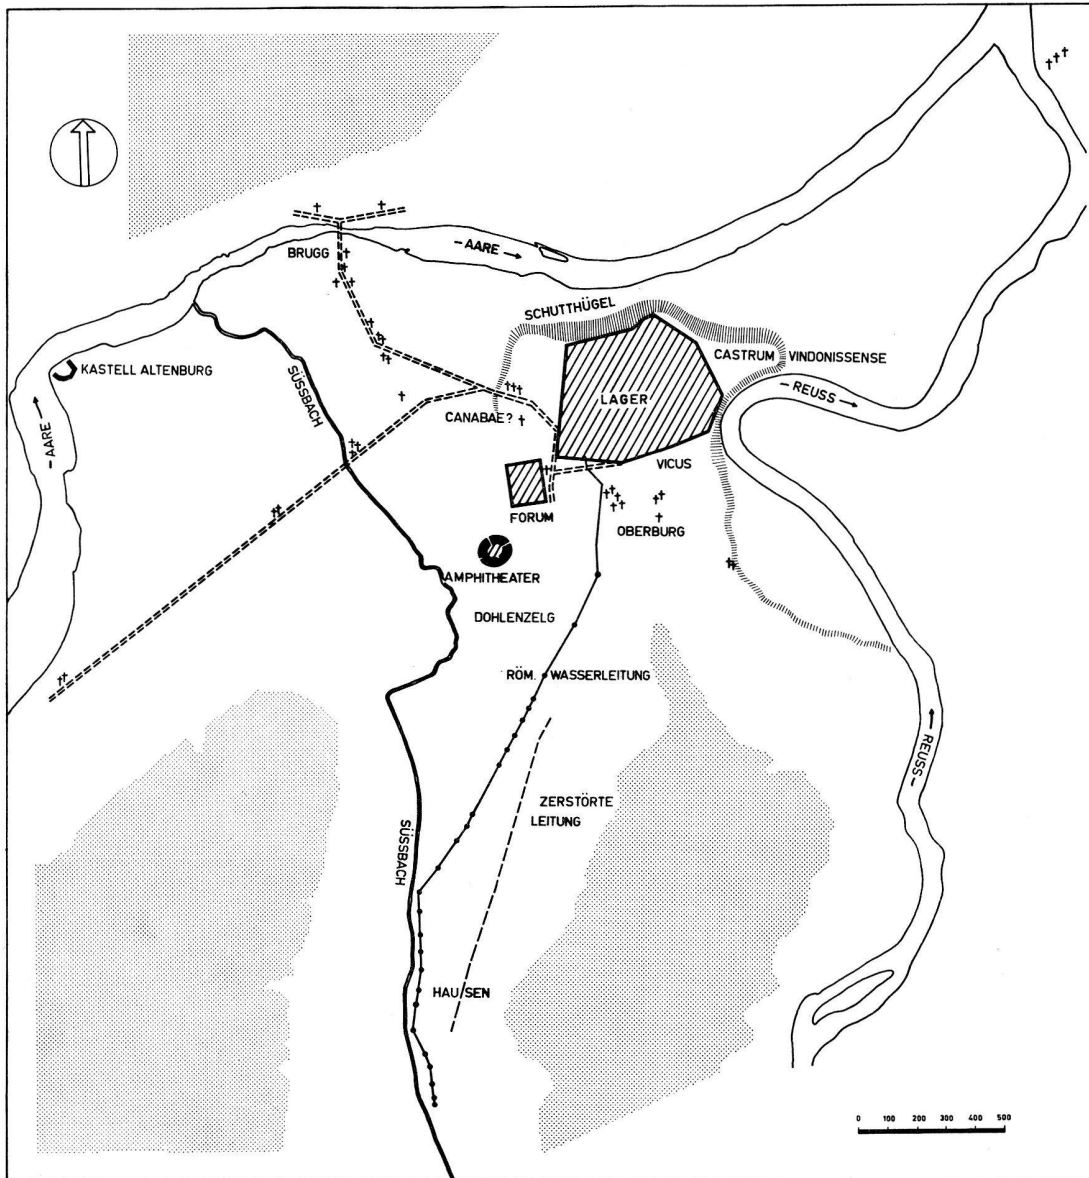 BRUGG
- AARE →
SCHUTTHÜGEL
KASTELL ALTENBURG
SÜSSBACH
CASTRUM VINDONISSENSE
- REUSS →
LAGER
- AARE →
CANABAE?
VICUS
FORUM
OBERBURG
AMPHITHEATER
DOHLENZELG
RÖM. WASSERLEITUNG
- REUSS →
ZERSTÖRTE
LEITUNG
SÜSSBACH
HAUSEN
0 100 200 300 400 500